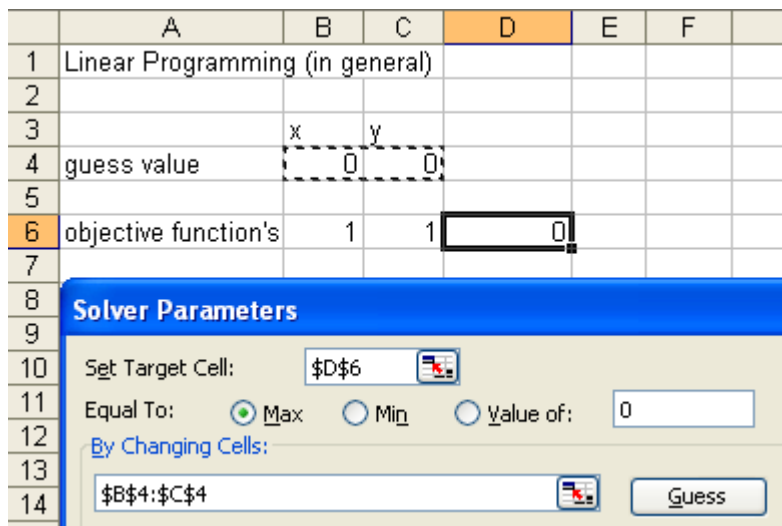 A B C D E F
1 Linear Programming (in general)
2
3 x y
4 guess value 0 0
5
6 objective function's 1 1 0
7
8
9
10
11
12
13
14
Solver Parameters
Set Target Cell: $D$6
Equal To: Max Min Value of: 0
By Changing Cells:
$B$4:$C$4 Guess